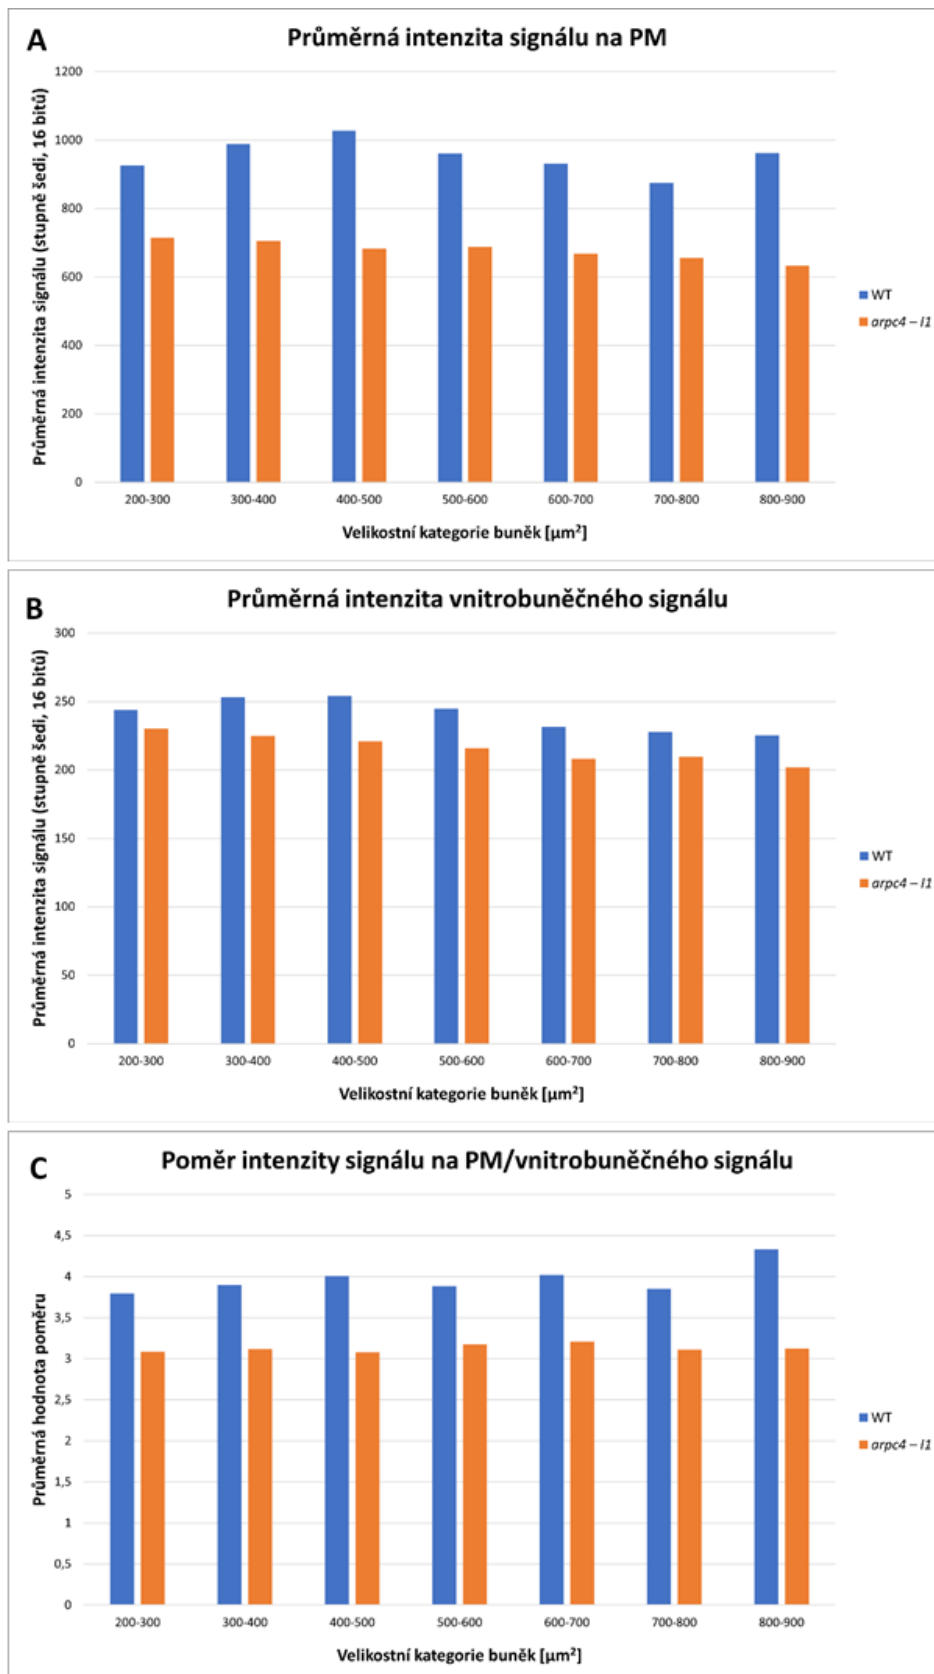 A
Průměrná intenzita signálu na PM
Průměrná intenzita signálu (stupně šedi, 16 bitů)
1200
1000
800
600
400
200
0
200-300 300-400 400-500 500-600 600-700 700-800 800-900
Velikostní kategorie buněk [µm²]
WT
arpc4 – l1
B
Průměrná intenzita vnitrobuněčného signálu
Průměrná intenzita signálu (stupně šedi, 16 bitů)
300
250
200
150
100
50
0
200-300 300-400 400-500 500-600 600-700 700-800 800-900
Velikostní kategorie buněk [µm²]
WT
arpc4 – l1
C
Poměr intenzity signálu na PM/vnitrobuněčného signálu
Průměrná hodnota poměru
5
4,5
4
3,5
3
2,5
2
1,5
1
0,5
0
200-300 300-400 400-500 500-600 600-700 700-800 800-900
Velikostní kategorie buněk [µm²]
WT
arpc4 – l1